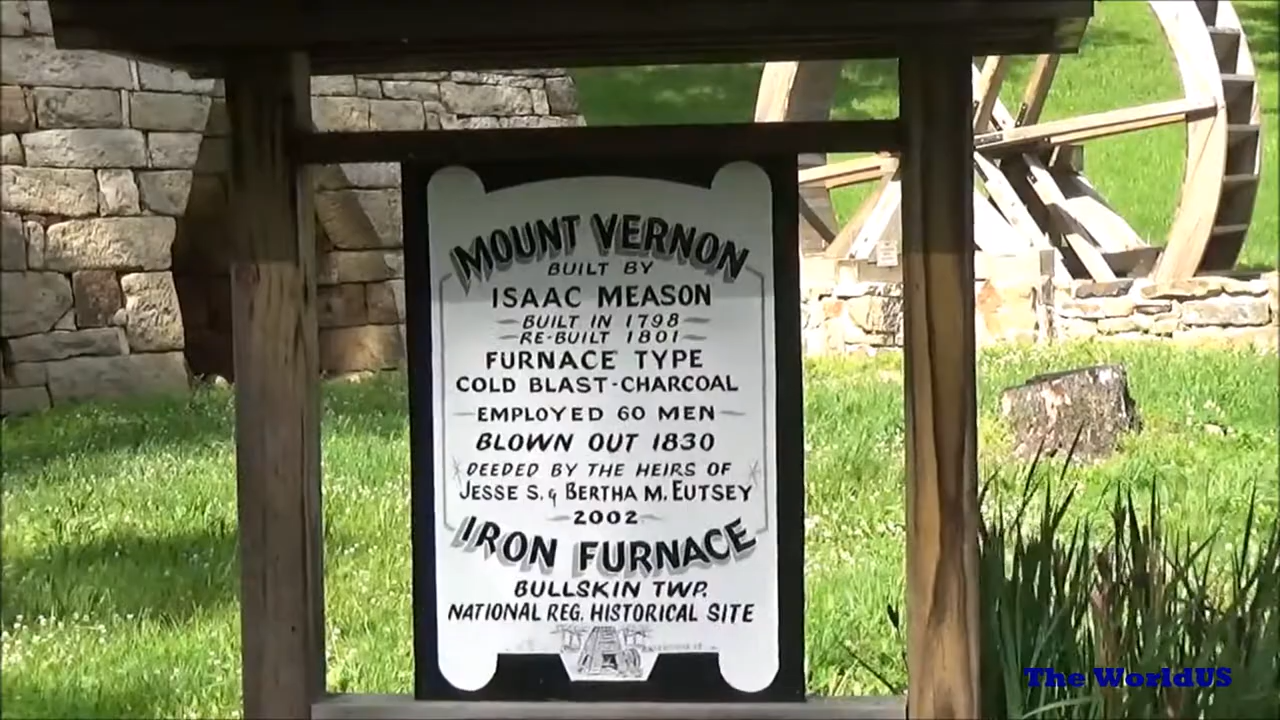 MOUNT VERNON
BUILT BY
ISAAC MEASON
BUILT IN 1798
RE-BUILT 1801
FURNACE TYPE
COLD BLAST-CHARCOAL
EMPLOYED 60 MEN
BLOWN OUT 1830
DEEDED BY THE HEIRS OF
JESSE S. & BERTHA M. EUTSEY
2002
IRON FURNACE
BULLSKIN TWP.
NATIONAL REG. HISTORICAL SITE
The WorldUS